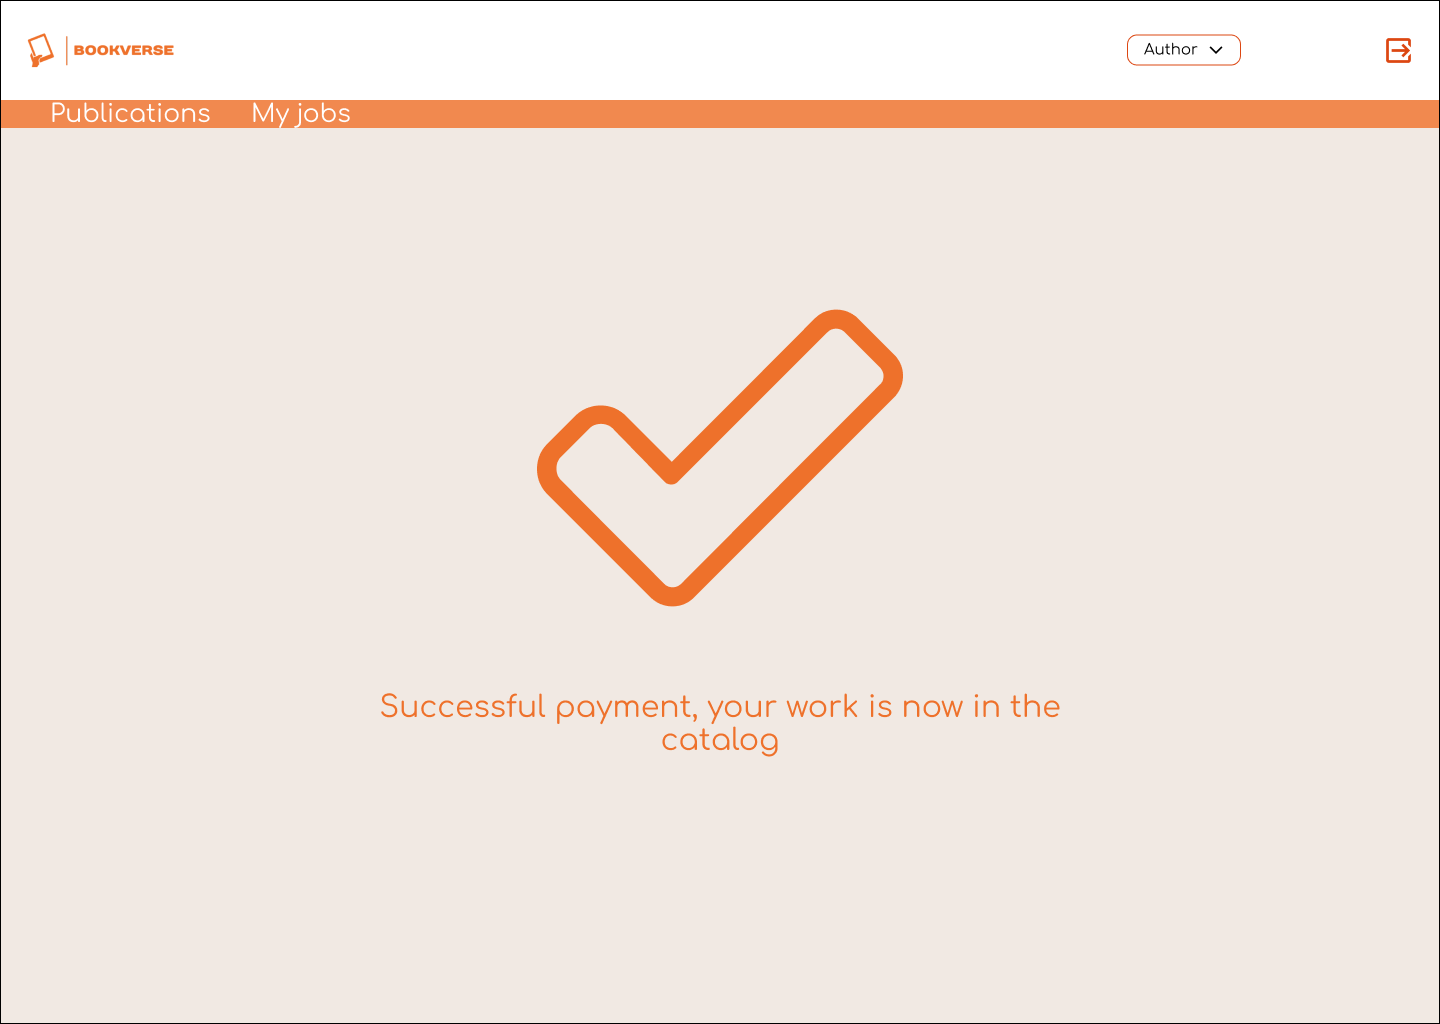 BOOKVERSE
Author
Publications My jobs
Successful payment, your work is now in the
catalog